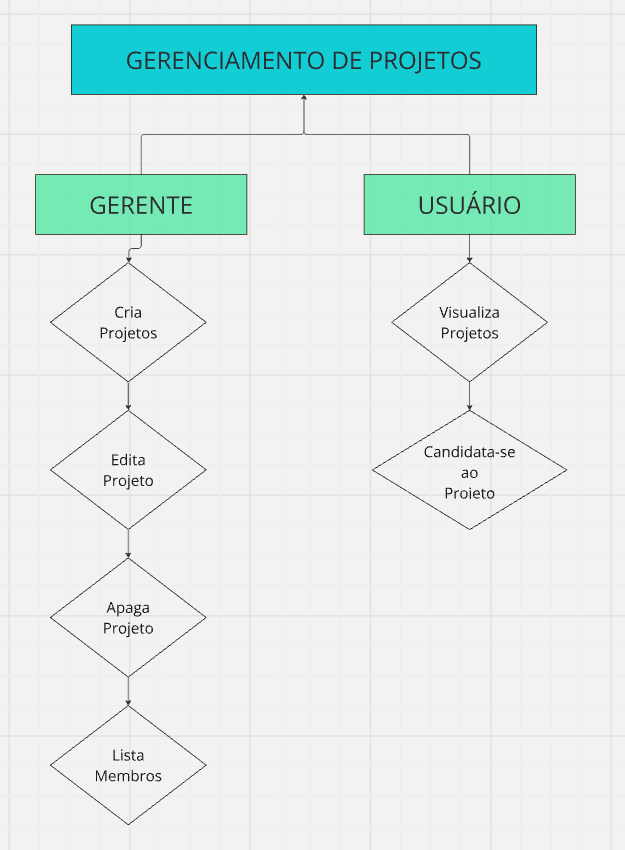 GERENCIAMENTO DE PROJETOS
GERENTE
USUÁRIO
Cria
Projetos
Edita
Projeto
Apaga
Projeto
Lista
Membros
Visualiza
Projetos
Candidata-se
ao
Projeto